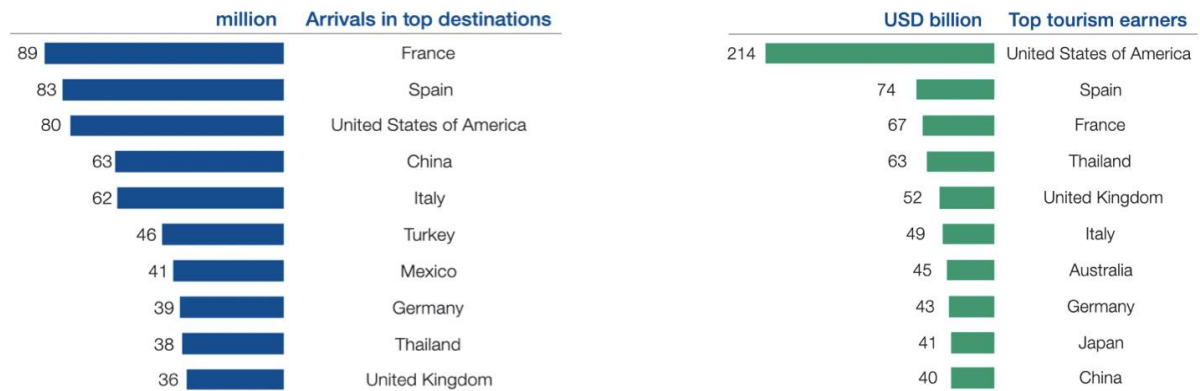 million Arrivals in top destinations
89 France
83 Spain
80 United States of America
63 China
62 Italy
46 Turkey
41 Mexico
39 Germany
38 Thailand
36 United Kingdom
USD billion Top tourism earners
214 United States of America
74 Spain
67 France
63 Thailand
52 United Kingdom
49 Italy
45 Australia
43 Germany
41 Japan
40 China